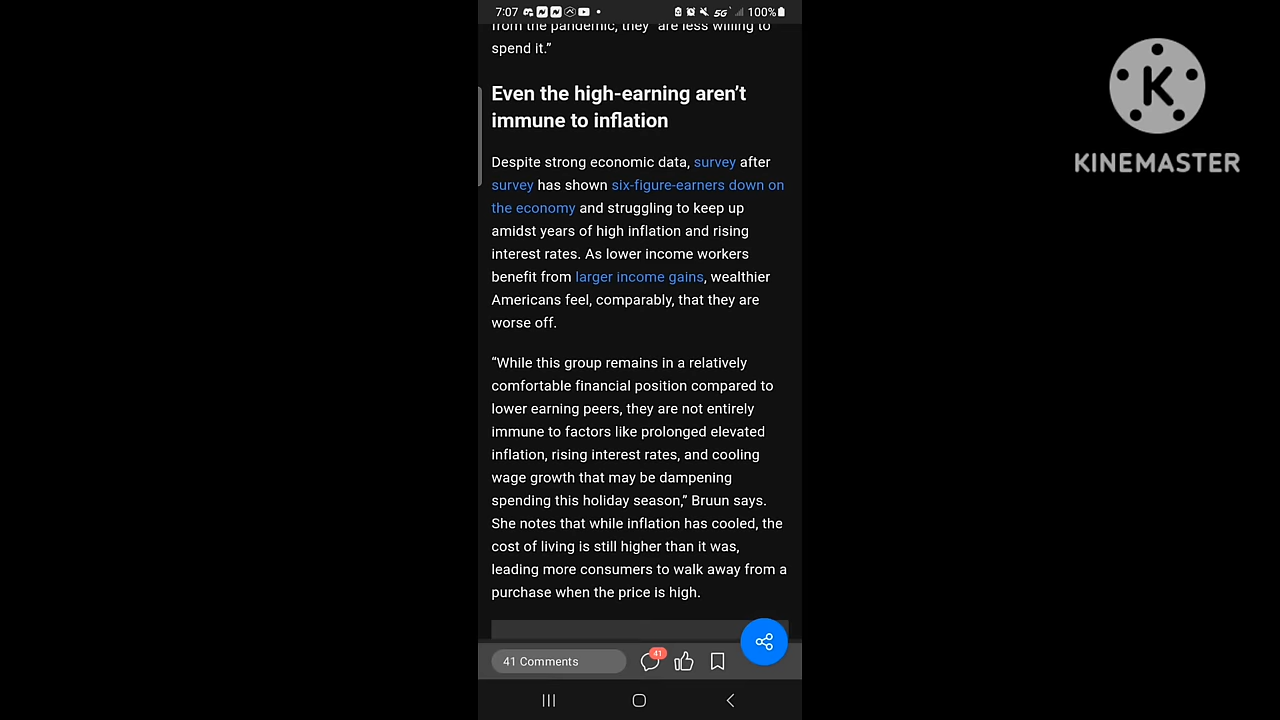 7:07
5G
100%
from the pandemic, they "are less willing to
spend it.”
Even the high-earning aren’t
immune to inflation
Despite strong economic data, survey after
survey has shown six-figure-earners down on
the economy and struggling to keep up
amidst years of high inflation and rising
interest rates. As lower income workers
benefit from larger income gains, wealthier
Americans feel, comparably, that they are
worse off.
“While this group remains in a relatively
comfortable financial position compared to
lower earning peers, they are not entirely
immune to factors like prolonged elevated
inflation, rising interest rates, and cooling
wage growth that may be dampening
spending this holiday season,” Bruun says.
She notes that while inflation has cooled, the
cost of living is still higher than it was,
leading more consumers to walk away from a
purchase when the price is high.
41 Comments
41
K
KINEMASTER